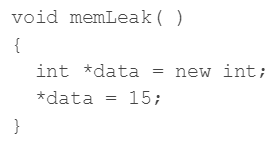 void memLeak( )
{
  int *data = new int;
  *data = 15;
}